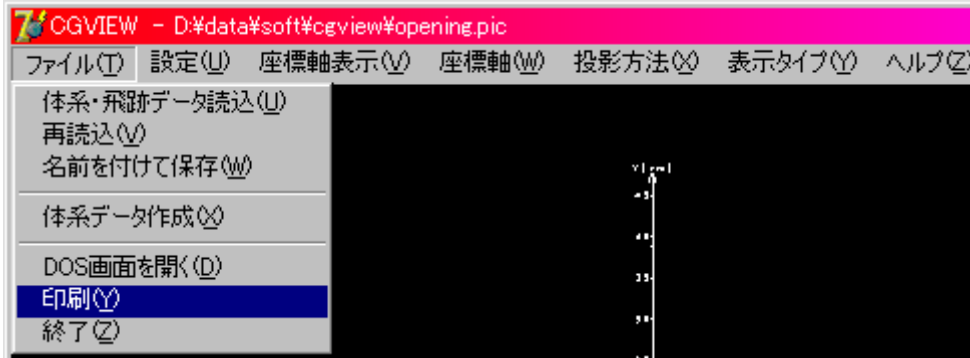 CGVIEW - D:¥data¥soft¥cgview¥opening.pic
ファイル(T) 設定(U) 座標軸表示(V) 座標軸(W) 投影方法(X) 表示タイプ(Y) ヘルプ(Z)
体系・飛跡データ読込(U)
再読込(V)
名前を付けて保存(W)
体系データ作成(X)
DOS画面を開く(D)
印刷(Y)
終了(Z)